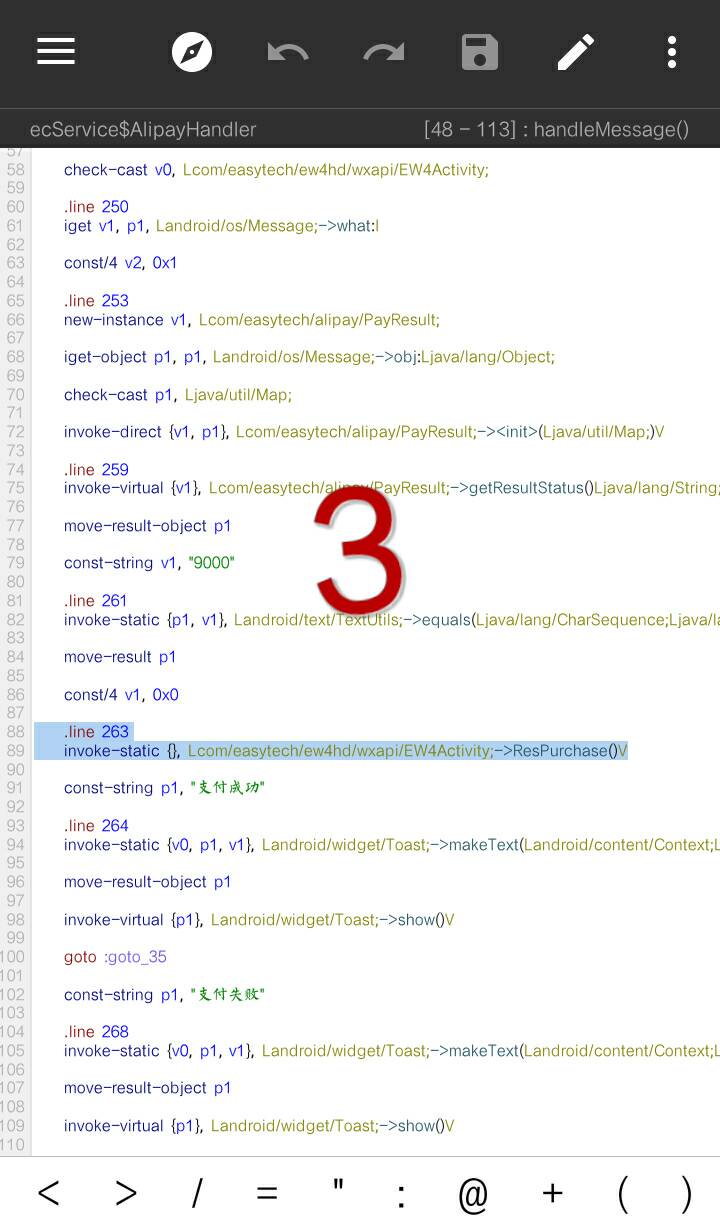 ecService$AlipayHandler [48 - 113] : handleMessage()
57
58 check-cast v0, Lcom/easytech/ew4hd/wxapi/EW4Activity;
59
60 .line 250
61 iget v1, p1, Landroid/os/Message;->what:I
62
63 const/4 v2, 0x1
64
65 .line 253
66 new-instance v1, Lcom/easytech/alipay/PayResult;
67
68 iget-object p1, p1, Landroid/os/Message;->obj:Ljava/lang/Object;
69
70 check-cast p1, Ljava/util/Map;
71
72 invoke-direct {v1, p1}, Lcom/easytech/alipay/PayResult;-><init>(Ljava/util/Map;)V
73
74 .line 259
75 invoke-virtual {v1}, Lcom/easytech/alipay/PayResult;->getResultStatus()Ljava/lang/String;
76
77 move-result-object p1
78
79 const-string v1, "9000"
80
81 .line 261
82 invoke-static {p1, v1}, Landroid/text/TextUtils;->equals(Ljava/lang/CharSequence;Ljava/la
83
84 move-result p1
85
86 const/4 v1, 0x0
87
88 .line 263
89 invoke-static {}, Lcom/easytech/ew4hd/wxapi/EW4Activity;->ResPurchase()V
90
91 const-string p1, "支付成功"
92
93 .line 264
94 invoke-static {v0, p1, v1}, Landroid/widget/Toast;->makeText(Landroid/content/Context;L
95
96 move-result-object p1
97
98 invoke-virtual {p1}, Landroid/widget/Toast;->show()V
99
100 goto :goto_35
101
102 const-string p1, "支付失败"
103
104 .line 268
105 invoke-static {v0, p1, v1}, Landroid/widget/Toast;->makeText(Landroid/content/Context;L
106
107 move-result-object p1
108
109 invoke-virtual {p1}, Landroid/widget/Toast;->show()V
110
3
< > / = " : @ + ( )